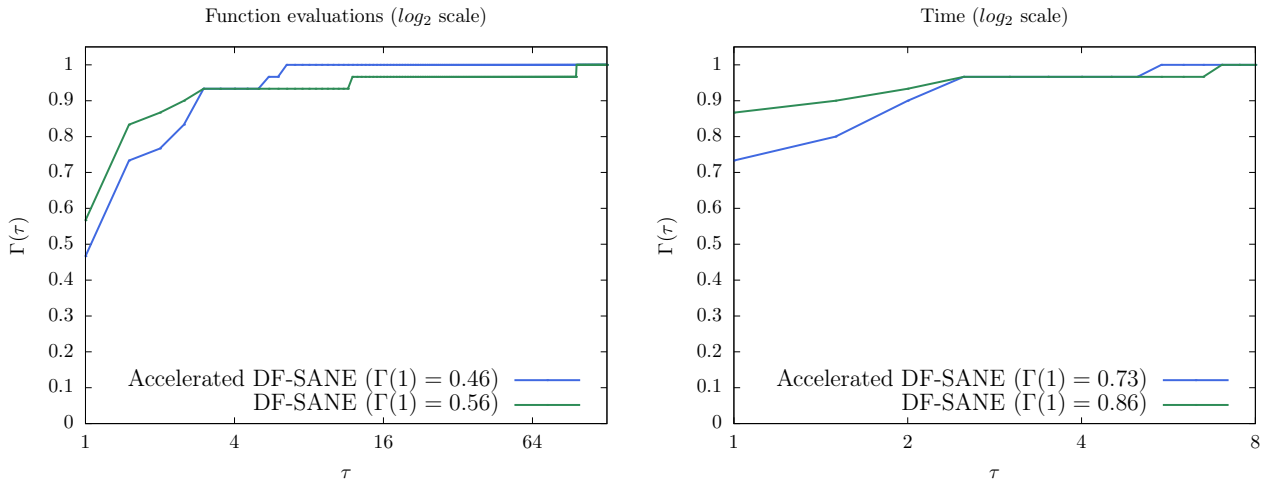 Function evaluations (log₂ scale)
1
0.9
0.8
0.7
0.6
0.5
0.4
0.3
0.2
0.1
0
Γ(τ)
Accelerated DF-SANE (Γ(1) = 0.46)
DF-SANE (Γ(1) = 0.56)
1 4 16 64
τ
Time (log₂ scale)
1
0.9
0.8
0.7
0.6
0.5
0.4
0.3
0.2
0.1
0
Γ(τ)
Accelerated DF-SANE (Γ(1) = 0.73)
DF-SANE (Γ(1) = 0.86)
1 2 4 8
τ